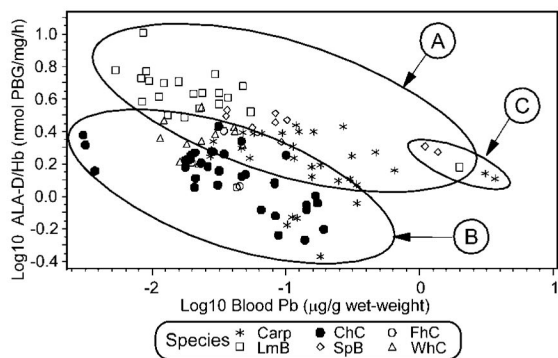 Log10 ALA-D/Hb (nmol PBG/mg/h)
1.0
0.8
0.6
0.4
0.2
0.0
-0.2
-0.4
A
C
B
-2 -1 0 1
Log10 Blood Pb (µg/g wet-weight)
Species Carp ChC FhC
LmB SpB WhC